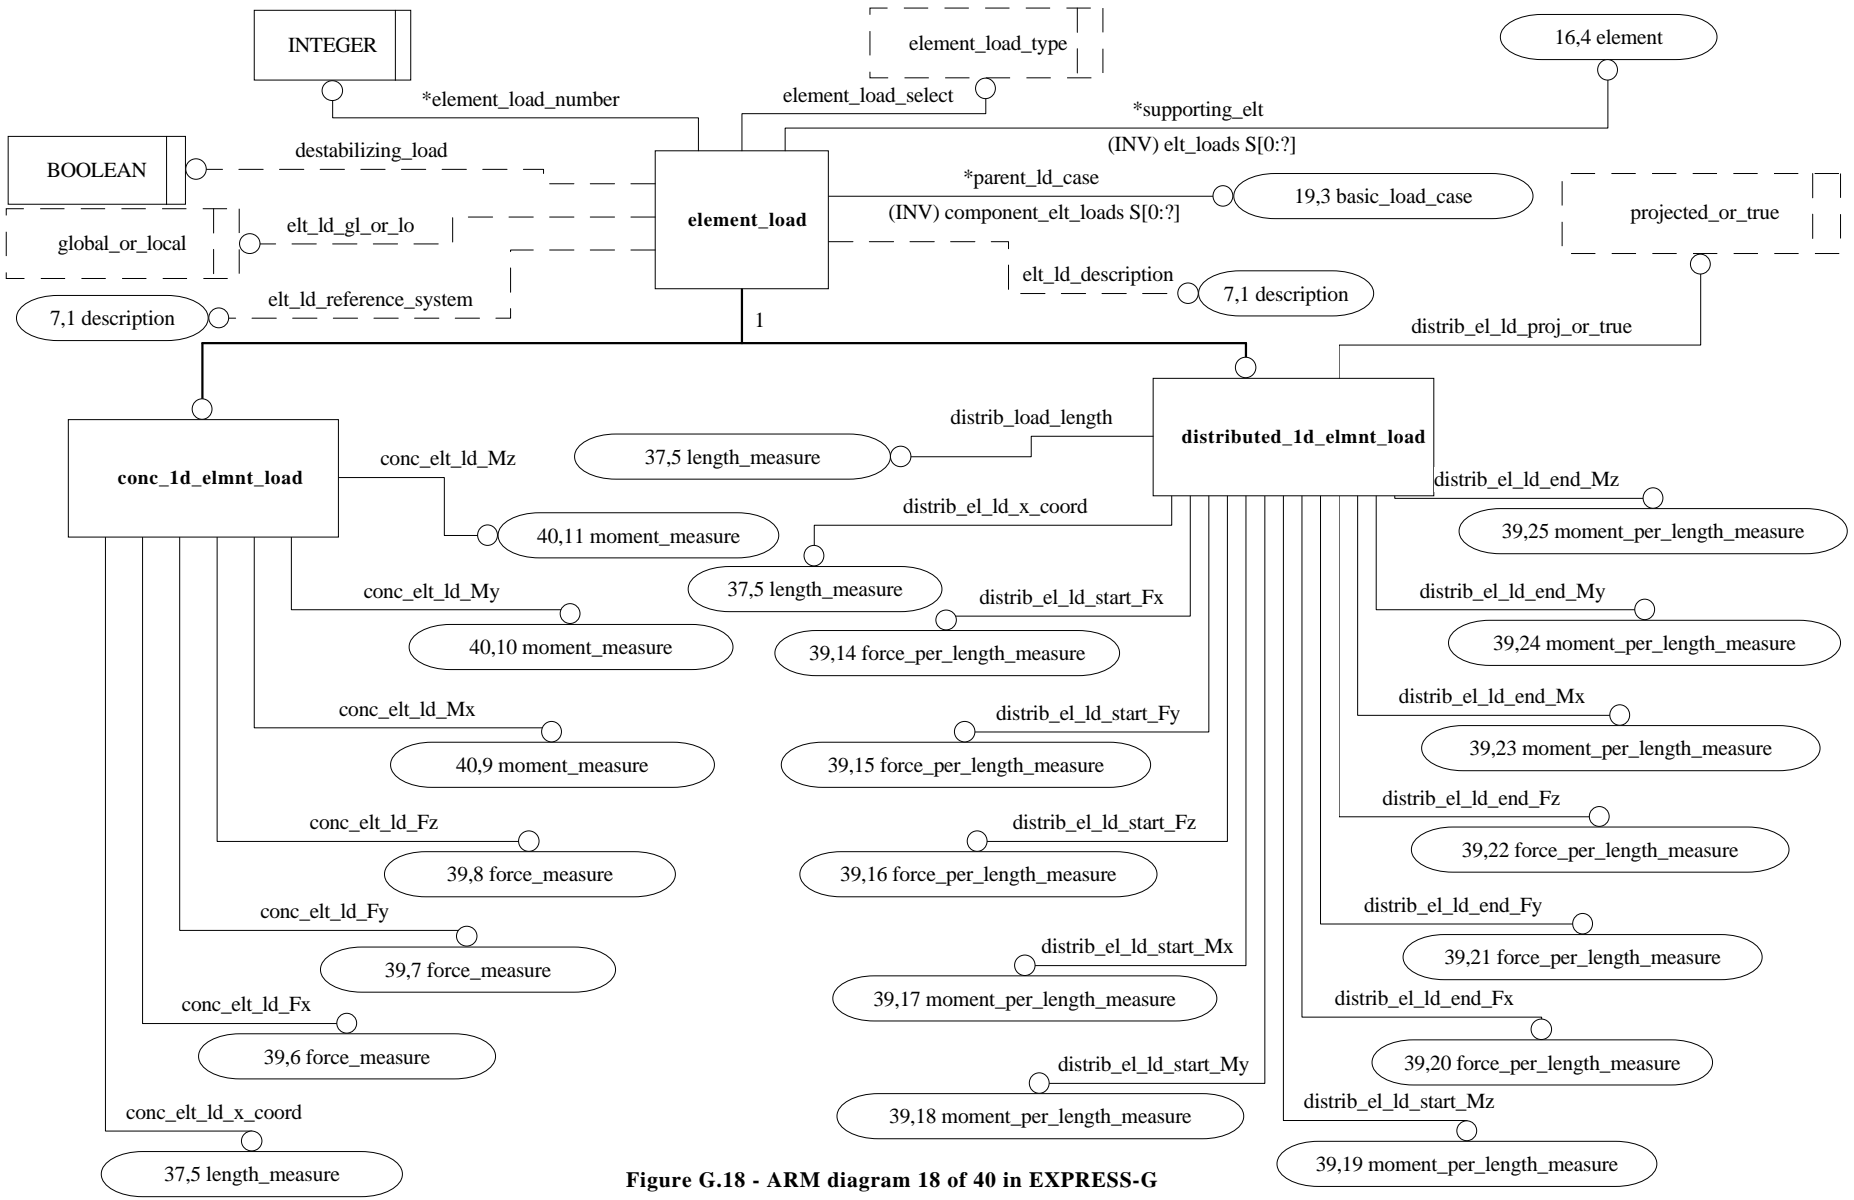 INTEGER
element_load_type
16,4 element
*element_load_number
element_load_select
*supporting_elt
(INV) elt_loads S[0:?]
BOOLEAN
destabilizing_load
*parent_ld_case
19,3 basic_load_case
(INV) component_elt_loads S[0:?]
projected_or_true
element_load
global_or_local
elt_ld_gl_or_lo
elt_ld_description
7,1 description
elt_ld_reference_system
7,1 description
1
distrib_el_ld_proj_or_true
conc_1d_elmnt_load
conc_elt_ld_Mz
40,11 moment_measure
conc_elt_ld_My
40,10 moment_measure
conc_elt_ld_Mx
40,9 moment_measure
conc_elt_ld_Fz
39,8 force_measure
conc_elt_ld_Fy
39,7 force_measure
conc_elt_ld_Fx
39,6 force_measure
conc_elt_ld_x_coord
37,5 length_measure
distributed_1d_elmnt_load
distrib_load_length
37,5 length_measure
distrib_el_ld_x_coord
37,5 length_measure
distrib_el_ld_start_Fx
39,14 force_per_length_measure
distrib_el_ld_start_Fy
39,15 force_per_length_measure
distrib_el_ld_start_Fz
39,16 force_per_length_measure
distrib_el_ld_start_Mx
39,17 moment_per_length_measure
distrib_el_ld_start_My
39,18 moment_per_length_measure
distrib_el_ld_end_Mz
39,25 moment_per_length_measure
distrib_el_ld_end_My
39,24 moment_per_length_measure
distrib_el_ld_end_Mx
39,23 moment_per_length_measure
distrib_el_ld_end_Fz
39,22 force_per_length_measure
distrib_el_ld_end_Fy
39,21 force_per_length_measure
distrib_el_ld_end_Fx
39,20 force_per_length_measure
distrib_el_ld_start_Mz
39,19 moment_per_length_measure
Figure G.18 - ARM diagram 18 of 40 in EXPRESS-G